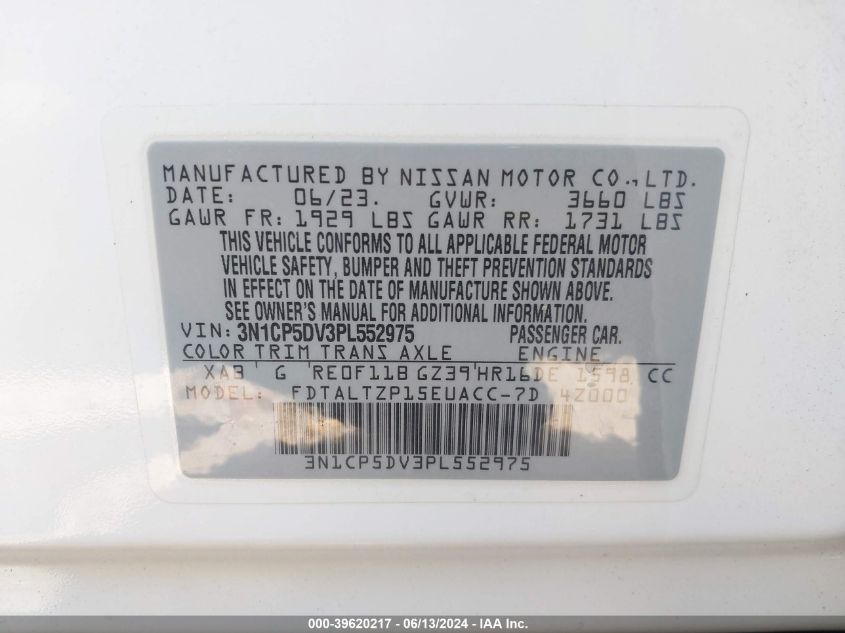 MANUFACTURED BY NISSAN MOTOR CO., LTD.
DATE: 06/23. GVWR: 3660 LBS
GAWR FR: 1929 LBS GAWR RR: 1731 LBS
THIS VEHICLE CONFORMS TO ALL APPLICABLE FEDERAL MOTOR
VEHICLE SAFETY, BUMPER AND THEFT PREVENTION STANDARDS
IN EFFECT ON THE DATE OF MANUFACTURE SHOWN ABOVE.
SEE OWNER'S MANUAL FOR ADDITIONAL INFORMATION
VIN: 3N1CP5DV3PL552975 PASSENGER CAR.
COLOR TRIM TRANS AXLE ENGINE
XA3 ' G 'RE0F11B GZ39'HR16DE 1598 CC
MODEL: FDTALTZP15EUACC-7D 4Z000
3N1CP5DV3PL552975
000-39620217 - 06/13/2024 - IAA Inc.